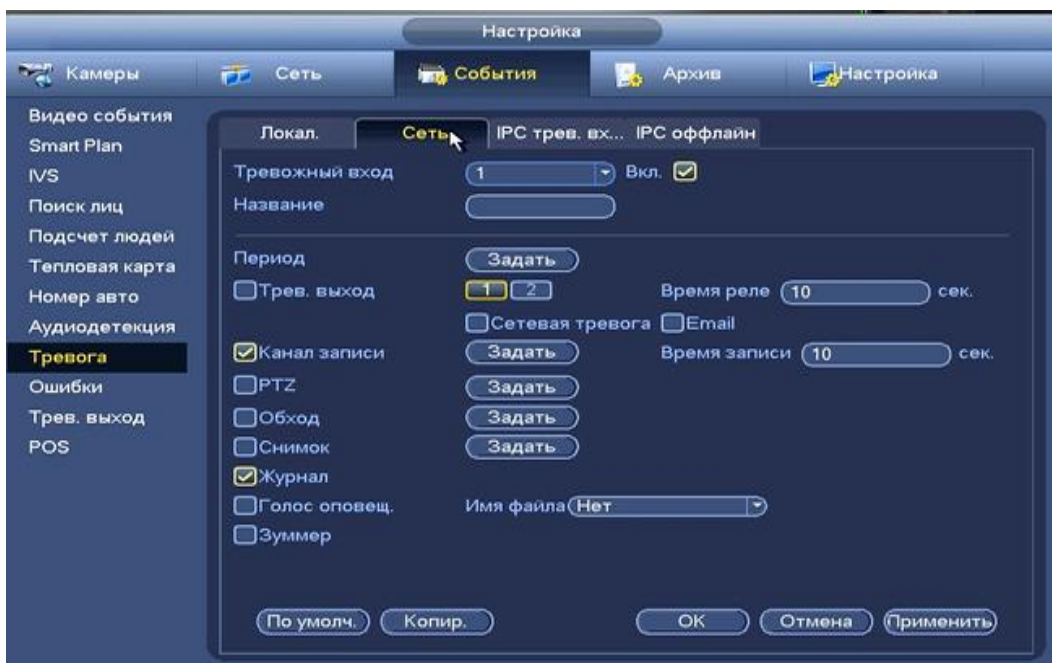 Настройка
Камеры Сеть События Архив Настройка
Видео события
Smart Plan
IVS
Поиск лиц
Подсчет людей
Тепловая карта
Номер авто
Аудиодетекция
Тревога
Ошибки
Трев. выход
POS
Локал. Сеть IPC трев. вх... IPC оффлайн
Тревожный вход 1 Вкл.
Название
Период Задать
Трев. выход 1 2 Время реле 10 сек.
Сетевая тревога Email
Канал записи Задать Время записи 10 сек.
PTZ Задать
Обход Задать
Снимок Задать
Журнал
Голос оповещ. Имя файла Нет
Зуммер
По умолч. Копир. OK Отмена Применить